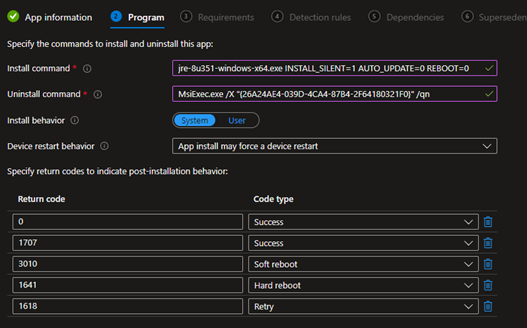 App information 2 Program 3 Requirements 4 Detection rules 5 Dependencies 6 Superseden
Specify the commands to install and uninstall this app:
Install command * jre-8u351-windows-x64.exe INSTALL_SILENT=1 AUTO_UPDATE=0 REBOOT=0
Uninstall command * MsiExec.exe /X "{26A24AE4-039D-4CA4-87B4-2F64180321F0}" /qn
Install behavior System User
Device restart behavior App install may force a device restart
Specify return codes to indicate post-installation behavior:
Return code Code type
0 Success
1707 Success
3010 Soft reboot
1641 Hard reboot
1618 Retry